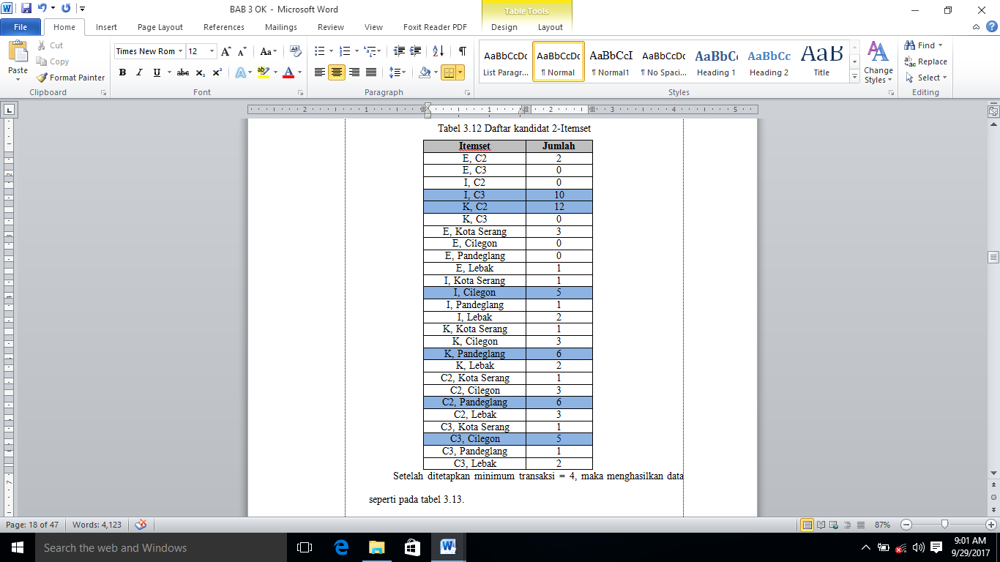 BAB 3 OK - Microsoft Word
Table Tools
File Home Insert Page Layout References Mailings Review View Foxit Reader PDF Design Layout
Paste
Cut
Copy
Format Painter
Clipboard
Times New Rom 12
Font
Paragraph
AaBbCcDc AaBbCcDc AaBbCcI AaBbCcDc AaBbC AaBbCc AaB
List Paragr... ¶ Normal ¶ Normal1 ¶ No Spaci... Heading 1 Heading 2 Title
Change Styles
Styles
Find
Replace
Select
Editing
2 1 1 2 3 4 5
Tabel 3.12 Daftar kandidat 2-Itemset
Itemset Jumlah
E, C2 2
E, C3 0
I, C2 0
I, C3 10
K, C2 12
K, C3 0
E, Kota Serang 3
E, Cilegon 0
E, Pandeglang 0
E, Lebak 1
I, Kota Serang 1
I, Cilegon 5
I, Pandeglang 1
I, Lebak 2
K, Kota Serang 1
K, Cilegon 3
K, Pandeglang 6
K, Lebak 2
C2, Kota Serang 1
C2, Cilegon 3
C2, Pandeglang 6
C2, Lebak 3
C3, Kota Serang 1
C3, Cilegon 5
C3, Pandeglang 1
C3, Lebak 2
Setelah ditetapkan minimum transaksi = 4, maka menghasilkan data
seperti pada tabel 3.13.
Page: 18 of 47 Words: 4,123 87%
Search the web and Windows
9:01 AM
9/29/2017